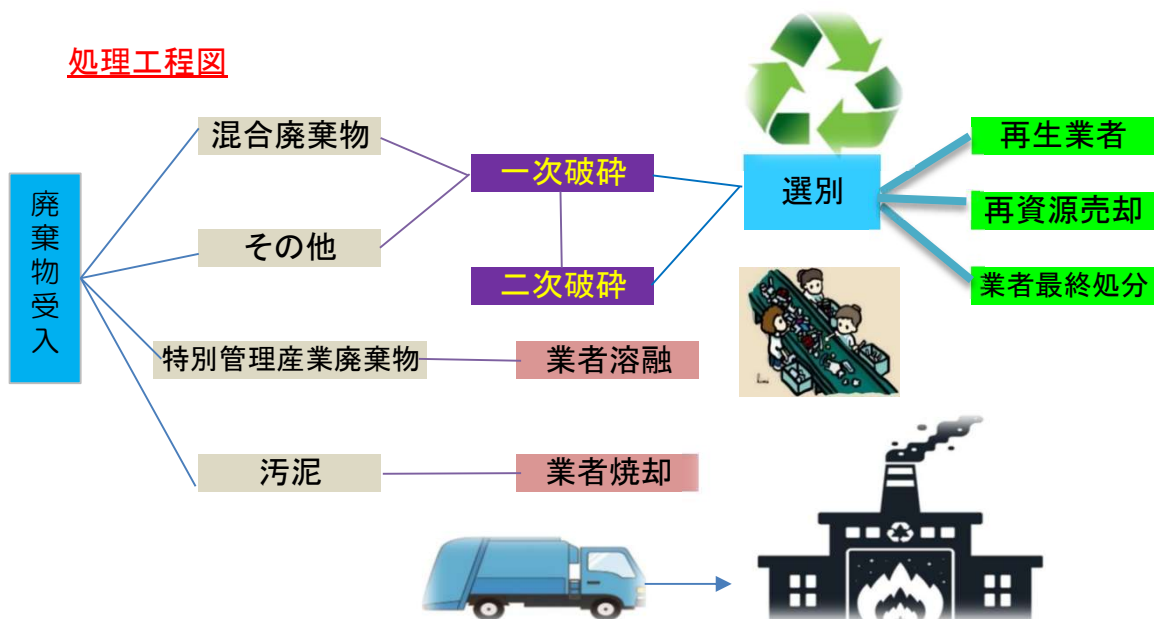 処理工程図
廃棄物受入
混合廃棄物
その他
特別管理産業廃棄物
汚泥
一次破砕
二次破砕
業者溶融
業者焼却
選別
再生業者
再資源売却
業者最終処分